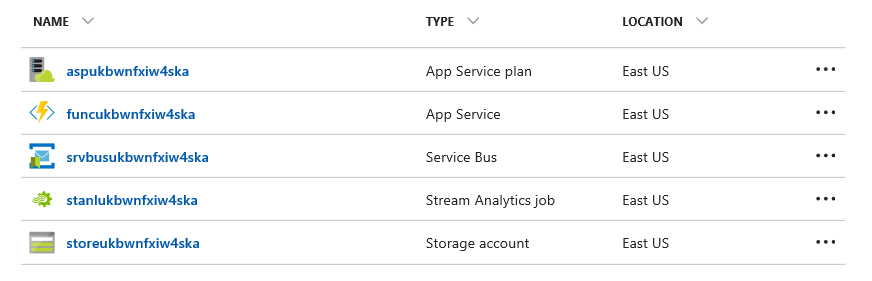 NAME TYPE LOCATION
aspukbwnfxiw4ska App Service plan East US
funcukbwnfxiw4ska App Service East US
srvbusukbwnfxiw4ska Service Bus East US
stanlukbwnfxiw4ska Stream Analytics job East US
storeukbwnfxiw4ska Storage account East US